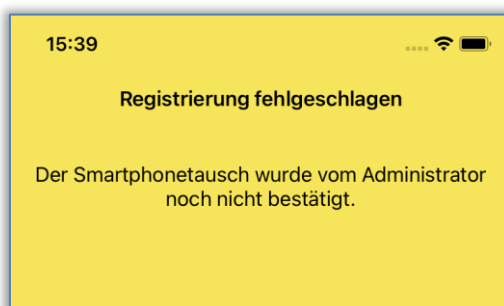 15:39
Registrierung fehlgeschlagen
Der Smartphonetausch wurde vom Administrator
noch nicht bestätigt.